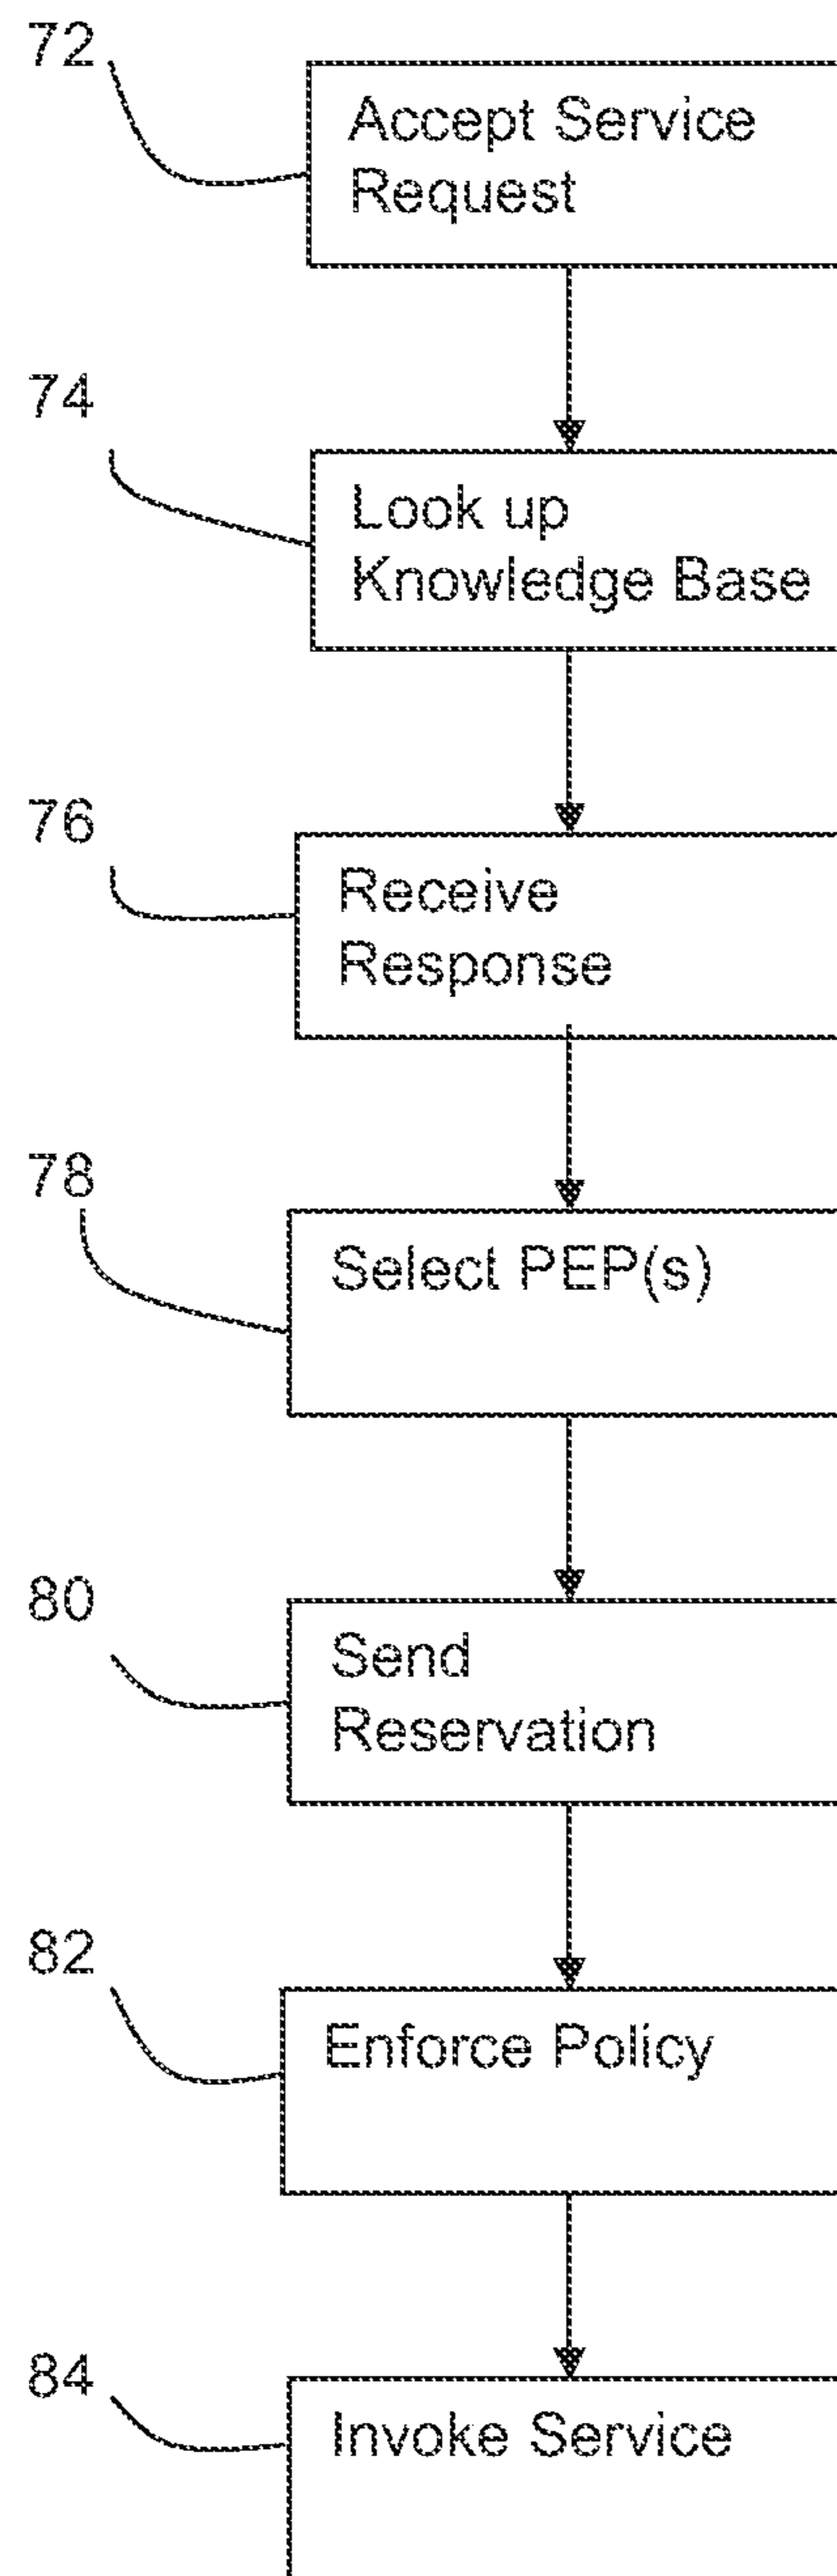 72
Accept Service
Request
74
Look up
Knowledge Base
76
Receive
Response
78
Select PEP(s)
80
Send
Reservation
82
Enforce Policy
84
Invoke Service